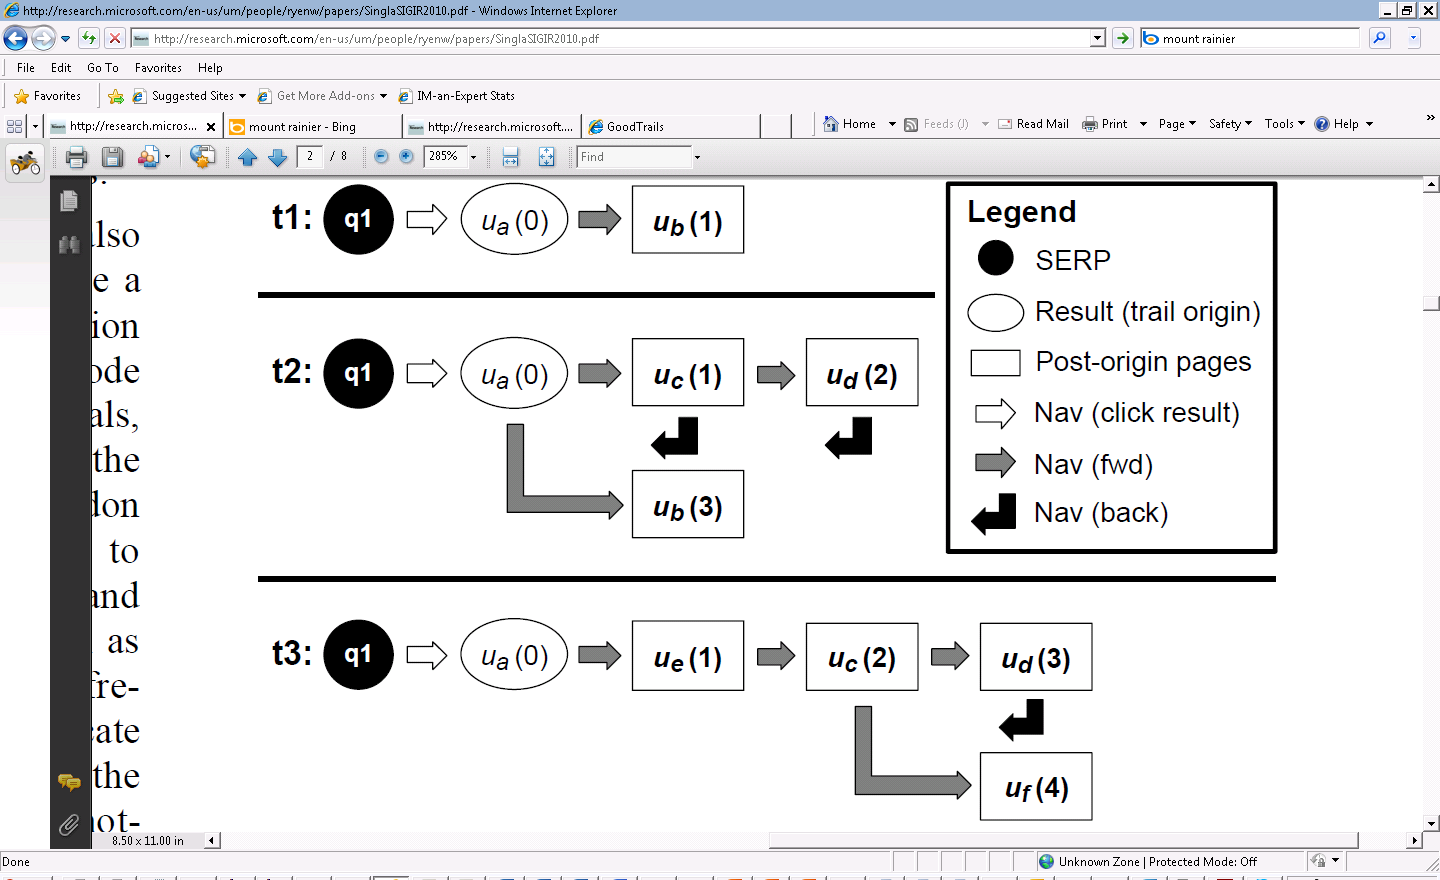 http://research.microsoft.com/en-us/um/people/ryenw/papers/SinglaSIGIR2010.pdf - Windows Internet Explorer
http://research.microsoft.com/en-us/um/people/ryenw/papers/SinglaSIGIR2010.pdf mount rainier
File Edit Go To Favorites Help
Favorites Suggested Sites Get More Add-ons IM-an-Expert Stats
http://research.micros... mount rainier - Bing http://research.microsoft.... GoodTrails Home Feeds (J) Read Mail Print Page Safety Tools Help »
2 / 8 285% Find
also
e a
ion
ode
als,
the
don
to
and
as
fre-
cate
the
not-
t1: q1 ua (0) ub (1)
t2: q1 ua (0) uc (1) ud (2)
ub (3)
t3: q1 ua (0) ue (1) uc (2) ud (3)
uf (4)
Legend
SERP
Result (trail origin)
Post-origin pages
Nav (click result)
Nav (fwd)
Nav (back)
8.50 x 11.00 in
Done Unknown Zone | Protected Mode: Off